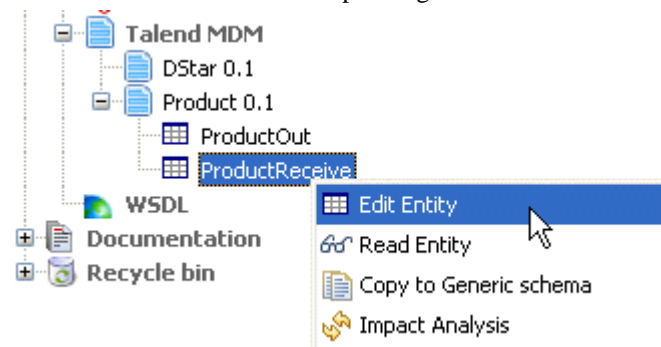 Talend MDM
DStar 0.1
Product 0.1
ProductOut
ProductReceive
WSDL
Edit Entity
Documentation
Read Entity
Recycle bin
Copy to Generic schema
Impact Analysis